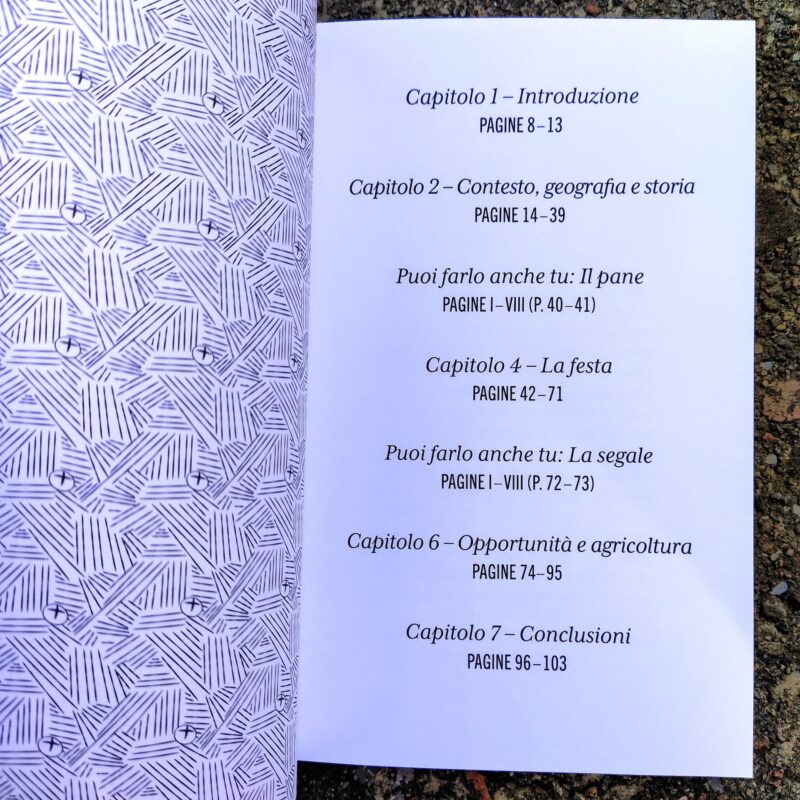 Capitolo 1 – Introduzione
PAGINE 8–13
Capitolo 2 – Contesto, geografia e storia
PAGINE 14–39
Puoi farlo anche tu: Il pane
PAGINE I–VIII (P. 40–41)
Capitolo 4 – La festa
PAGINE 42–71
Puoi farlo anche tu: La segale
PAGINE I–VIII (P. 72–73)
Capitolo 6 – Opportunità e agricoltura
PAGINE 74–95
Capitolo 7 – Conclusioni
PAGINE 96–103